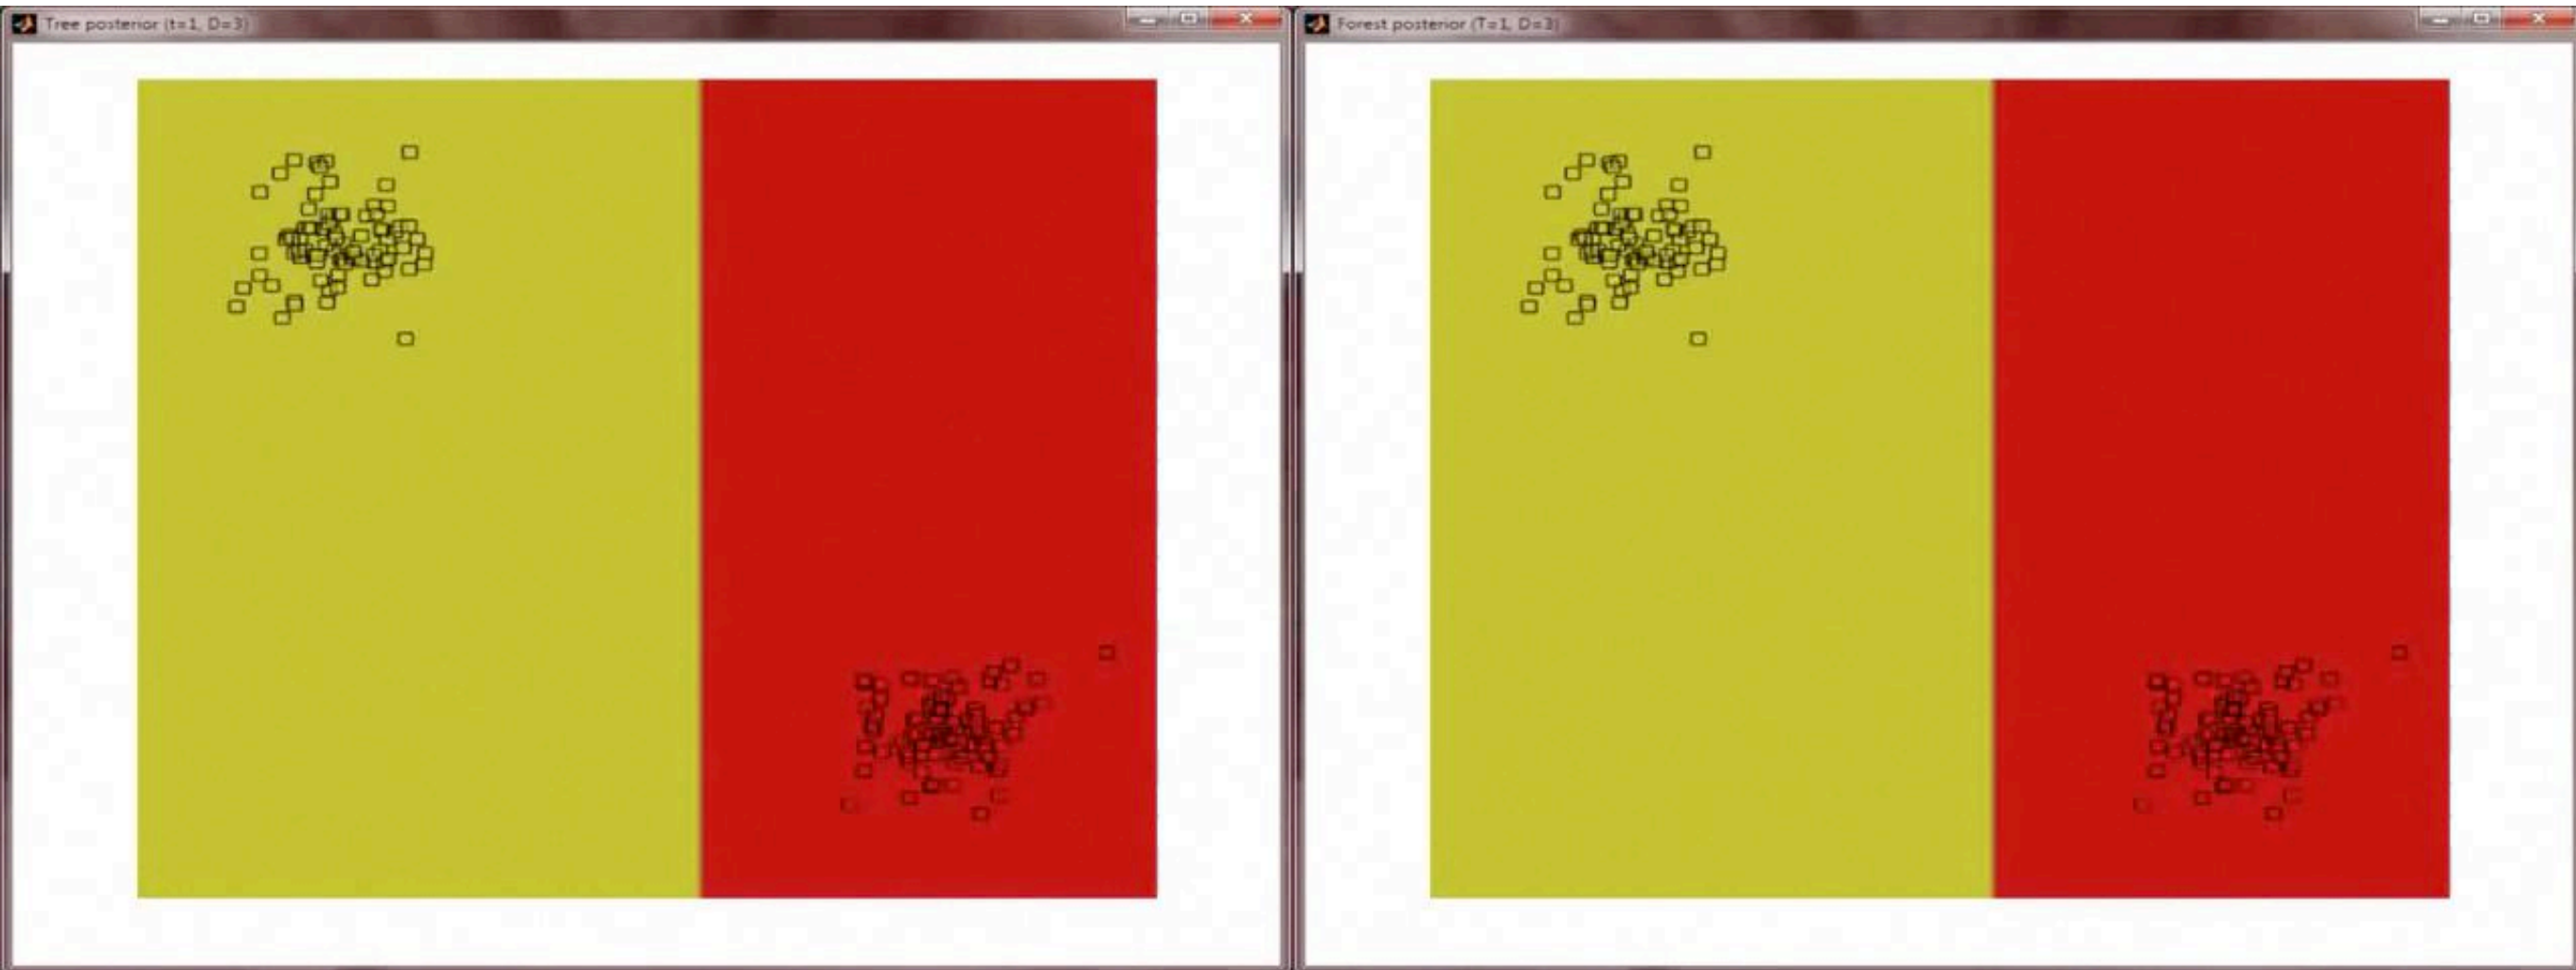 Tree posterior (t=1, D=3)
Forest posterior (T=1, D=3)